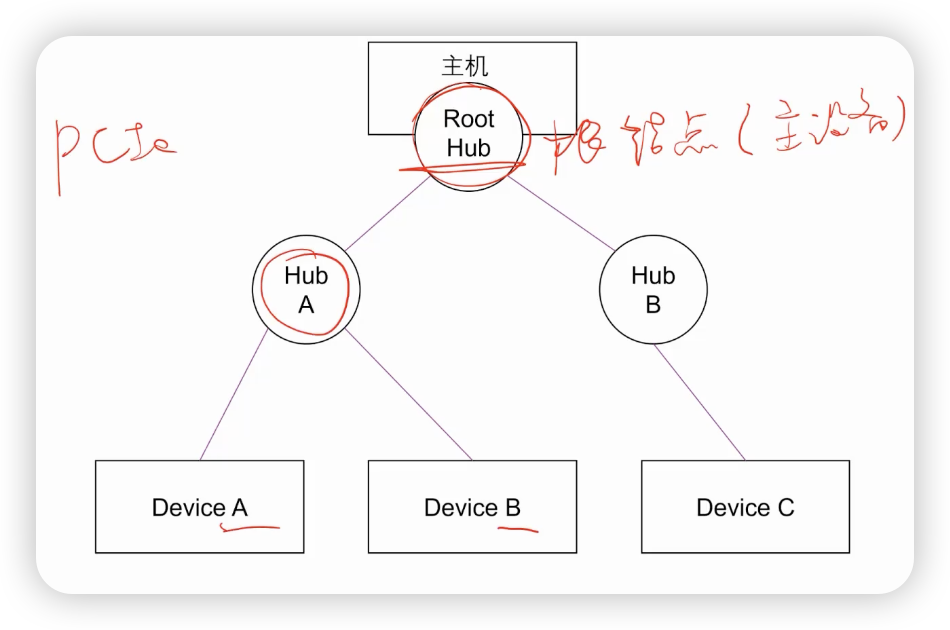 主机
Root
Hub
PCIe
根结点(主设备)
Hub
A
Hub
B
Device A
Device B
Device C